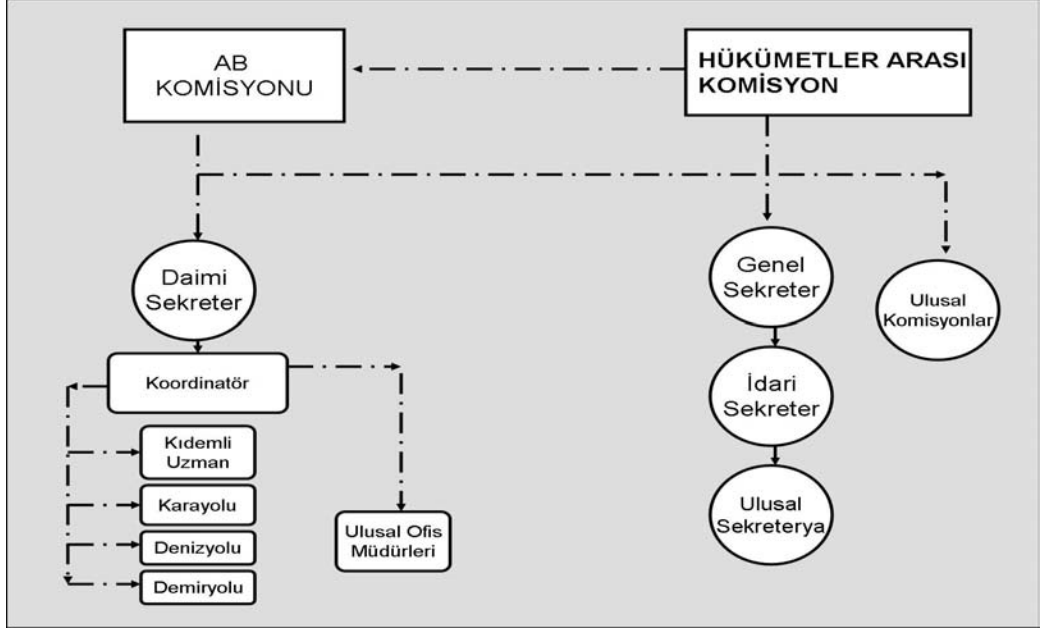 AB
KOMİSYONU
HÜKÜMETLER ARASI
KOMİSYON
Daimi
Sekreter
Genel
Sekreter
Ulusal
Komisyonlar
Koordinatör
İdari
Sekreter
Kıdemli
Uzman
Karayolu
Denizyolu
Demiryolu
Ulusal Ofis
Müdürleri
Ulusal
Sekreterya